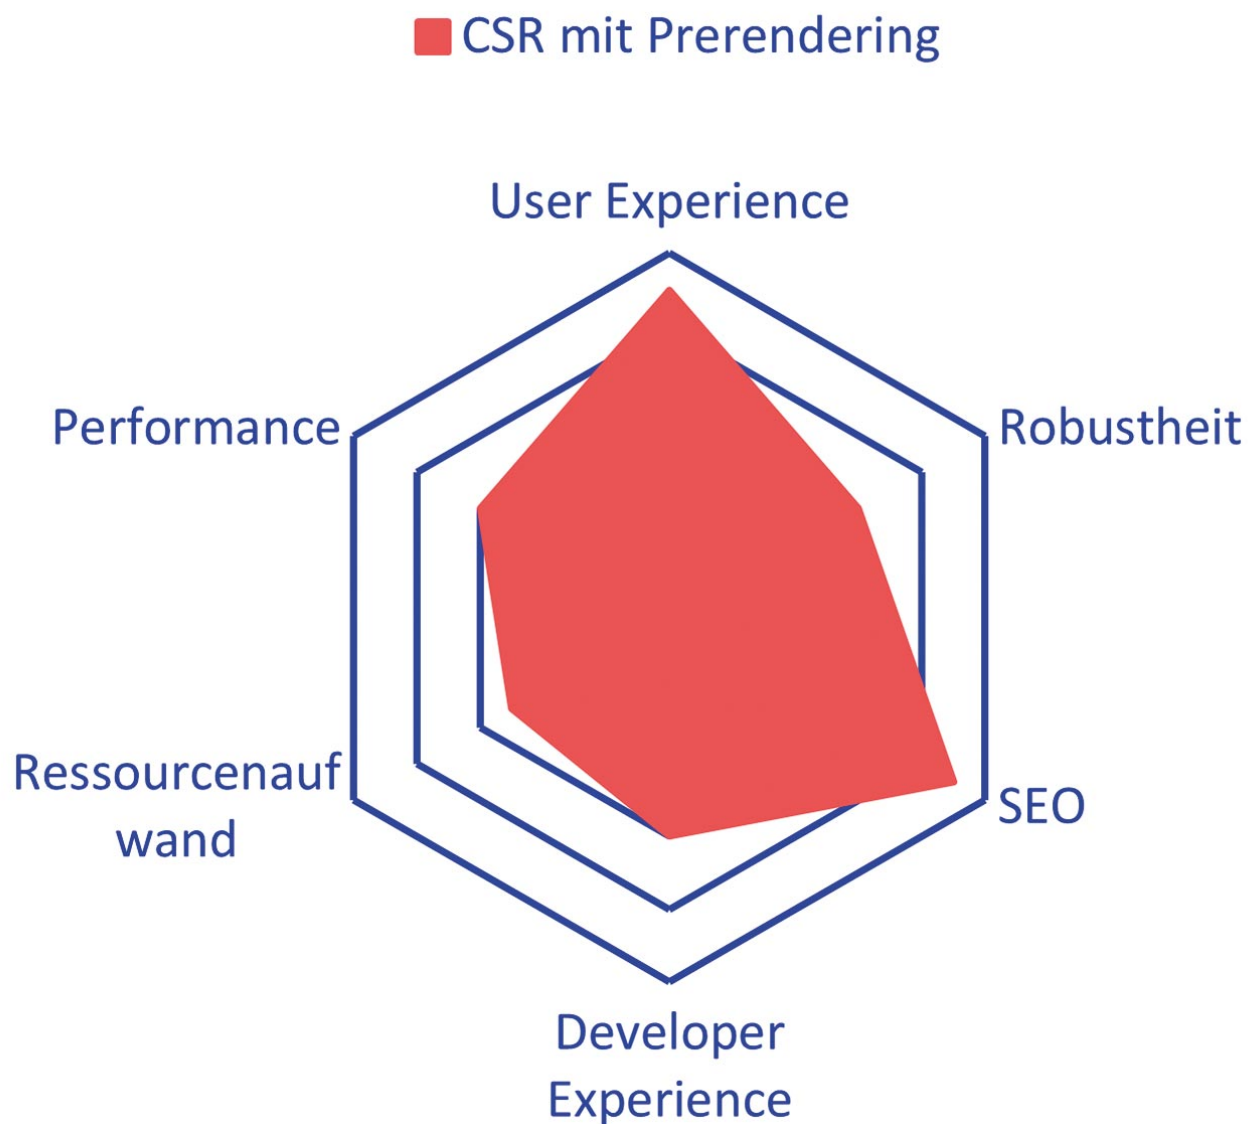 CSR mit Prerendering
User Experience
Performance
Robustheit
Ressourcenauf
wand
SEO
Developer
Experience